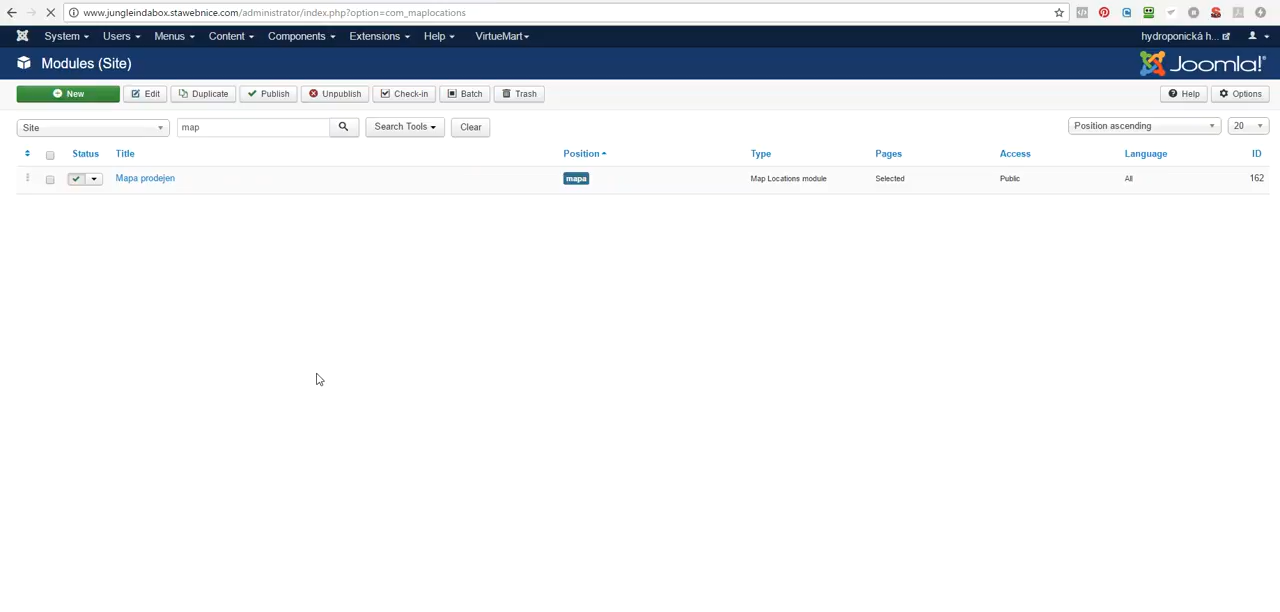 www.jungleindabox.stawebnice.com/administrator/index.php?option=com_maplocations
System Users Menus Content Components Extensions Help VirtueMart hydroponická h...
Modules (Site) Joomla!
New Edit Duplicate Publish Unpublish Check-in Batch Trash Help Options
Site map Search Tools Clear Position ascending 20
Status Title Position Type Pages Access Language ID
Mapa prodejen mapa Map Locations module Selected Public All 162